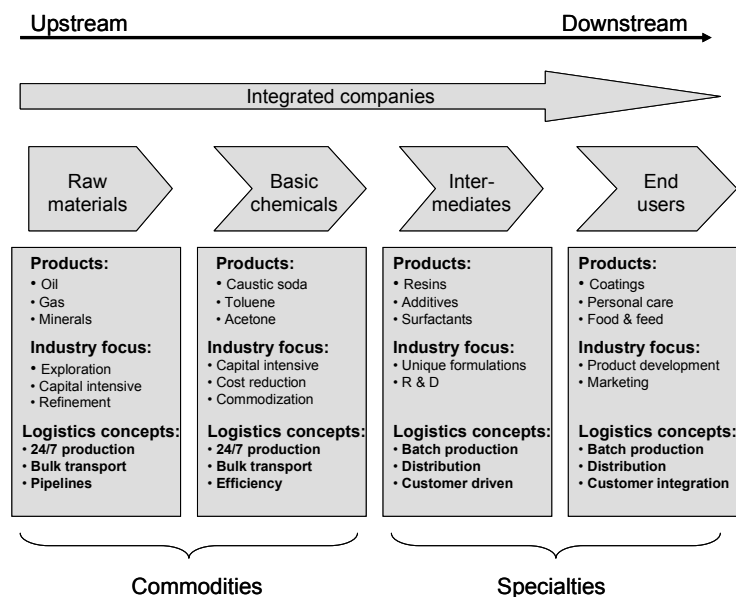 Upstream
Downstream
Integrated companies
Raw
materials
Basic
chemicals
Inter-
mediates
End
users
Products:
• Oil
• Gas
• Minerals
Industry focus:
• Exploration
• Capital intensive
• Refinement
Logistics concepts:
• 24/7 production
• Bulk transport
• Pipelines
Products:
• Caustic soda
• Toluene
• Acetone
Industry focus:
• Capital intensive
• Cost reduction
• Commodization
Logistics concepts:
• 24/7 production
• Bulk transport
• Efficiency
Products:
• Resins
• Additives
• Surfactants
Industry focus:
• Unique formulations
• R & D
Logistics concepts:
• Batch production
• Distribution
• Customer driven
Products:
• Coatings
• Personal care
• Food & feed
Industry focus:
• Product development
• Marketing
Logistics concepts:
• Batch production
• Distribution
• Customer integration
Commodities
Specialties